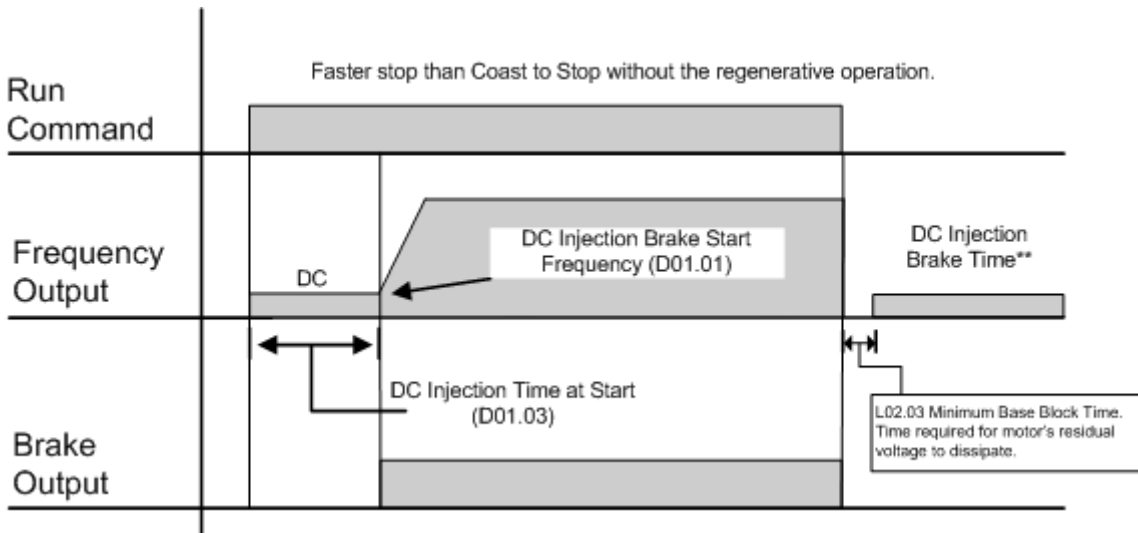 Faster stop than Coast to Stop without the regenerative operation.
Run
Command
Frequency
Output
DC
DC Injection Brake Start
Frequency (D01.01)
DC Injection
Brake Time**
DC Injection Time at Start
(D01.03)
L02.03 Minimum Base Block Time.
Time required for motor's residual
voltage to dissipate.
Brake
Output